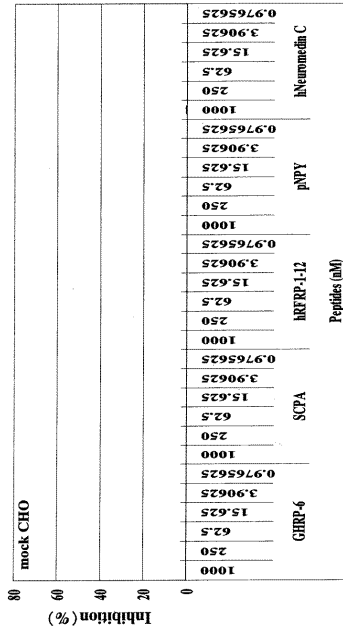 mock CHO
Inhibition (%)
80
60
40
20
0
1000 250 62.5 15.625 3.90625 0.9765625
1000 250 62.5 15.625 3.90625 0.9765625
1000 250 62.5 15.625 3.90625 0.9765625
1000 250 62.5 15.625 3.90625 0.9765625
1000 250 62.5 15.625 3.90625 0.9765625
GHRP-6 SCPA hRFRP-1-12 pNPY hNeuromedin C
Peptides (nM)